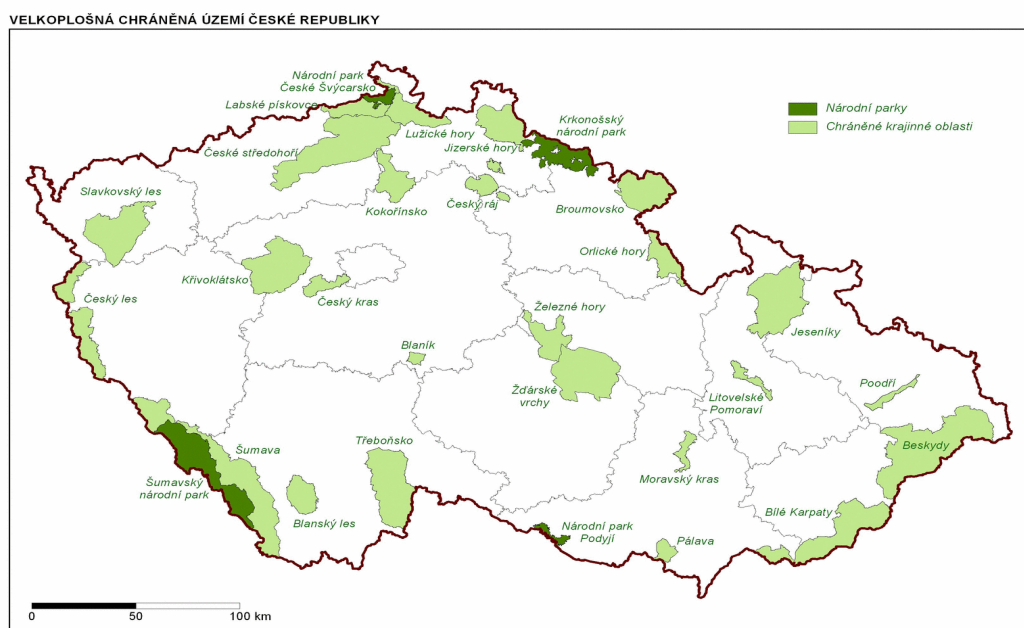 VELKOPLOŠNÁ CHRÁNĚNÁ ÚZEMÍ ČESKÉ REPUBLIKY
Národní park
České Švýcarsko
Labské pískovce
Lužické hory
Krkonošský
národní park
Jizerské hory
Národní parky
Chráněné krajinné oblasti
České středohoří
Slavkovský les
Kokořínsko
Český ráj
Broumovsko
Orlické hory
Křivoklátsko
Český kras
Český les
Železné hory
Jeseníky
Blaník
Žďárské
vrchy
Litovelské
Pomoraví
Poodří
Třeboňsko
Šumava
Beskydy
Šumavský
národní park
Moravský kras
Blanský les
Bílé Karpaty
Národní park
Podyjí
Pálava
0
50
100 km